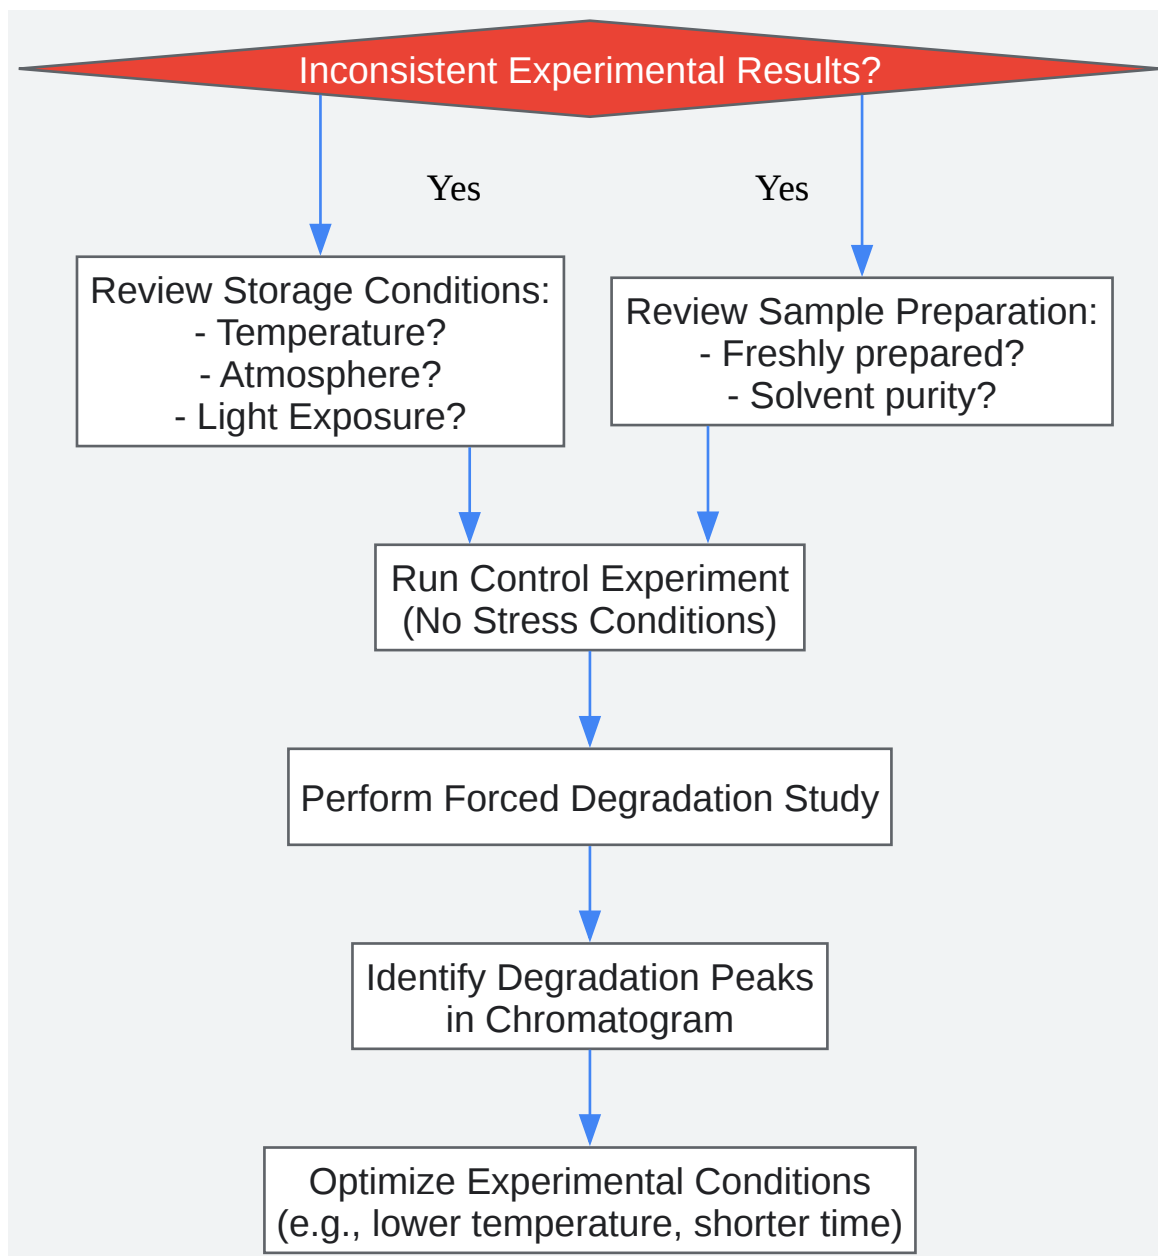 Inconsistent Experimental Results?
Yes
Yes
Review Storage Conditions:
- Temperature?
- Atmosphere?
- Light Exposure?
Review Sample Preparation:
- Freshly prepared?
- Solvent purity?
Run Control Experiment
(No Stress Conditions)
Perform Forced Degradation Study
Identify Degradation Peaks
in Chromatogram
Optimize Experimental Conditions
(e.g., lower temperature, shorter time)